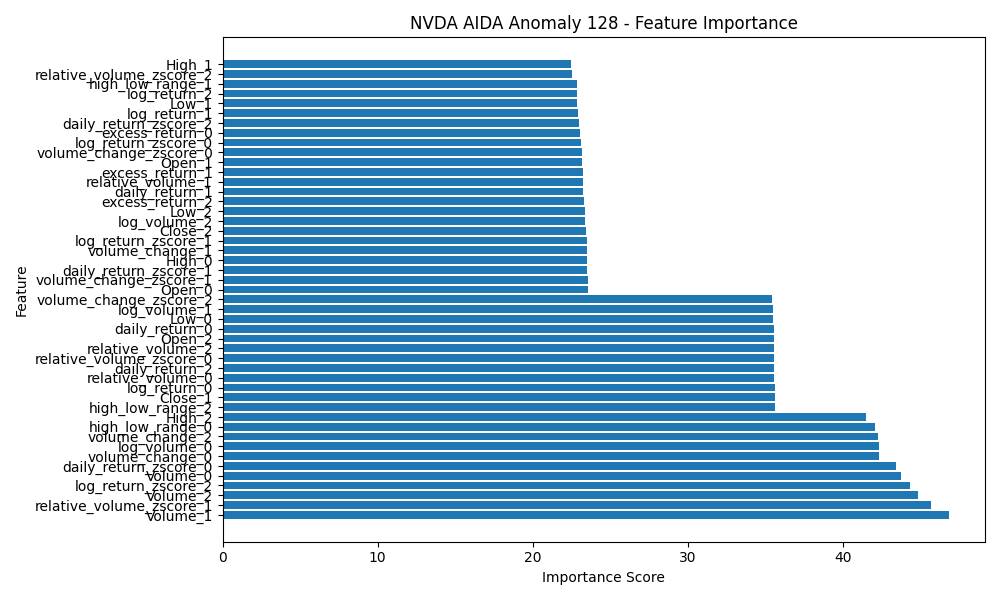 NVDA AIDA Anomaly 128 - Feature Importance
High_1
relative_volume_zscore_2
high_low_range_1
log_return_2
Low_1
log_return_1
daily_return_zscore_2
excess_return_0
log_return_zscore_0
volume_change_zscore_0
Open_1
excess_return_1
relative_volume_1
daily_return_1
excess_return_2
Low_2
log_volume_2
Close_2
log_return_zscore_1
volume_change_1
High_0
daily_return_zscore_1
volume_change_zscore_1
Open_0
volume_change_zscore_2
log_volume_1
Low_0
daily_return_0
Open_2
relative_volume_2
relative_volume_zscore_0
daily_return_2
relative_volume_0
log_return_0
Close_1
high_low_range_2
High_2
high_low_range_0
volume_change_2
log_volume_0
volume_change_0
daily_return_zscore_0
Volume_0
log_return_zscore_2
Volume_2
relative_volume_zscore_1
Volume_1
Feature
0 10 20 30 40
Importance Score